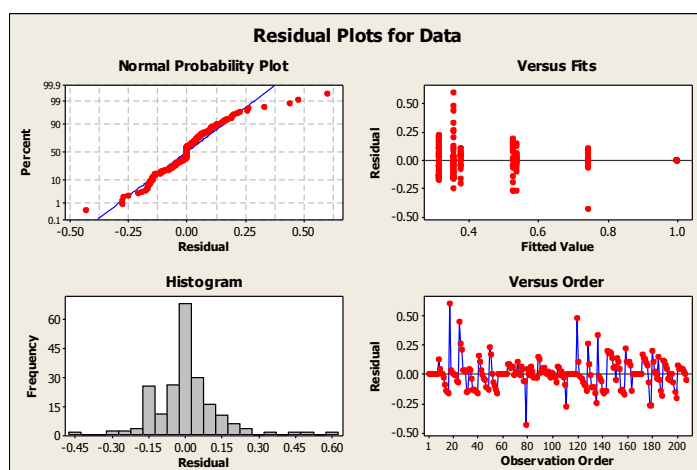 Residual Plots for Data
Normal Probability Plot
99.9
99
90
50
10
1
0.1
Percent
-0.50 -0.25 0.00 0.25 0.50
Residual
Versus Fits
0.50
0.25
0.00
-0.25
-0.50
Residual
0.4 0.6 0.8 1.0
Fitted Value
Histogram
60
45
30
15
0
Frequency
-0.45 -0.30 -0.15 0.00 0.15 0.30 0.45 0.60
Residual
Versus Order
0.50
0.25
0.00
-0.25
-0.50
Residual
1 20 40 60 80 100 120 140 160 180 200
Observation Order